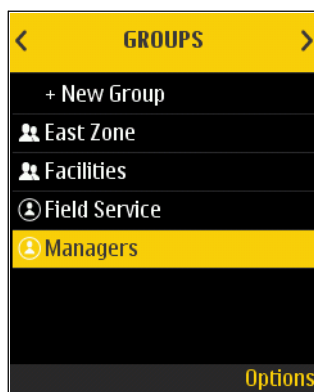 GROUPS
+ New Group
East Zone
Facilities
Field Service
Managers
Options